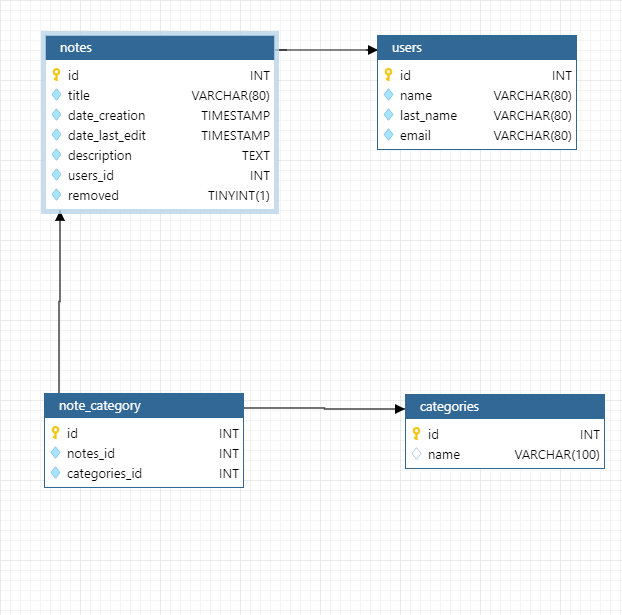 notes
id INT
title VARCHAR(80)
date_creation TIMESTAMP
date_last_edit TIMESTAMP
description TEXT
users_id INT
removed TINYINT(1)
users
id INT
name VARCHAR(80)
last_name VARCHAR(80)
email VARCHAR(80)
note_category
id INT
notes_id INT
categories_id INT
categories
id INT
name VARCHAR(100)